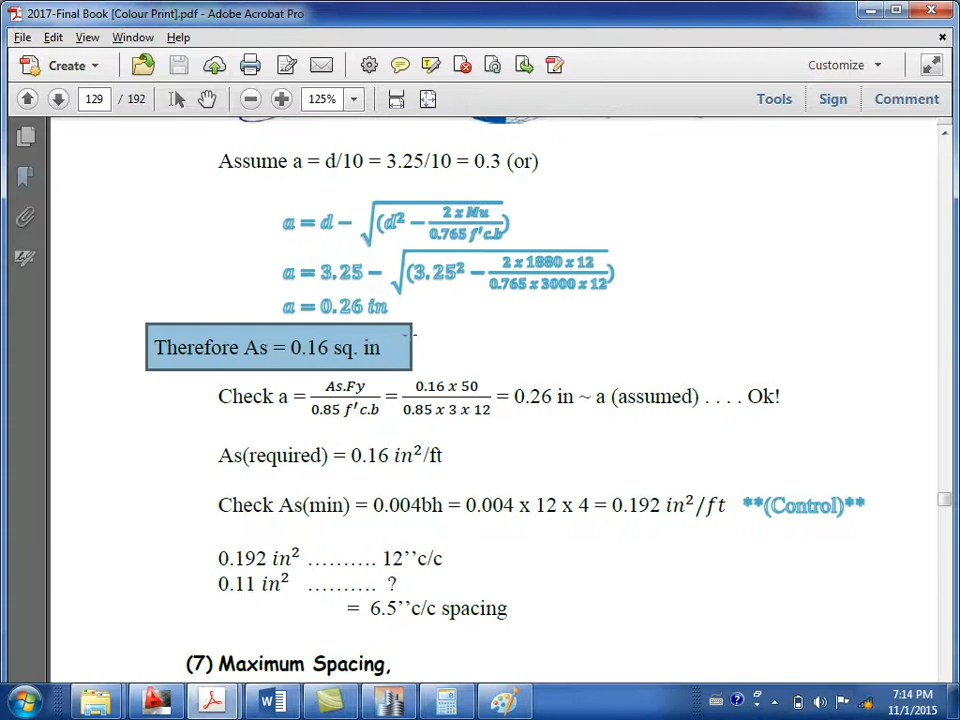 2017-Final Book [Colour Print].pdf - Adobe Acrobat Pro
File Edit View Window Help
Create Customize
129 / 192 125% Tools Sign Comment
Assume a = d/10 = 3.25/10 = 0.3 (or)
a = d − √(d² − 2 x Mu / 0.765 f′c.b)
a = 3.25 − √(3.25² − 2 x 1880 x 12 / 0.765 x 3000 x 12)
a = 0.26 in
Therefore As = 0.16 sq. in
Check a = As.Fy / 0.85 f′c.b = 0.16 x 50 / 0.85 x 3 x 12 = 0.26 in ~ a (assumed) . . . . Ok!
As(required) = 0.16 in²/ft
Check As(min) = 0.004bh = 0.004 x 12 x 4 = 0.192 in²/ft **(Control)**
0.192 in² ………. 12’’c/c
0.11 in² ………. ?
= 6.5’’c/c spacing
(7) Maximum Spacing,
7:14 PM
11/1/2015